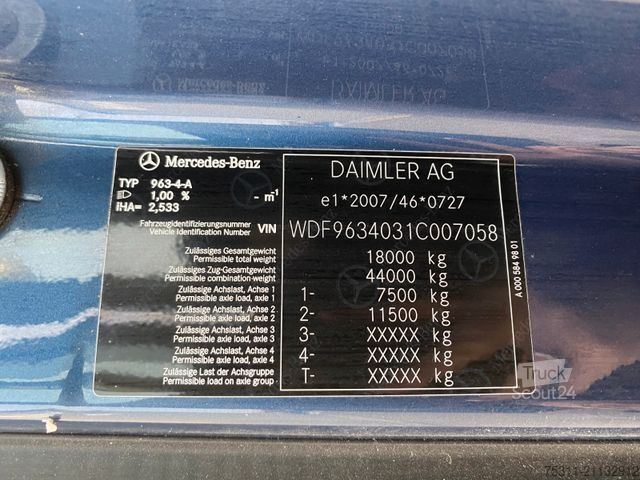 Mercedes-Benz
TYP 963-4-A
1,00 % - m⁻¹
iHA= 2,533
DAIMLER AG
e1*2007/46*0727
Fahrzeugidentifizierungsnummer
Vehicle Identification Number VIN WDF9634031C007058
Zulässiges Gesamtgewicht
Permissible total weight 18000 kg
Zulässiges Zug-Gesamtgewicht
Permissible combination-weight 44000 kg
Zulässige Achslast, Achse 1
Permissible axle load, axle 1 1- 7500 kg
Zulässige Achslast, Achse 2
Permissible axle load, axle 2 2- 11500 kg
Zulässige Achslast, Achse 3
Permissible axle load, axle 3 3- XXXXX kg
Zulässige Achslast, Achse 4
Permissible axle load, axle 4 4- XXXXX kg
Zulässige Last der Achsgruppe
Permissible load on axle group T- XXXXX kg
A 000 584 98 01
Truck
Scout24
75311-21132912